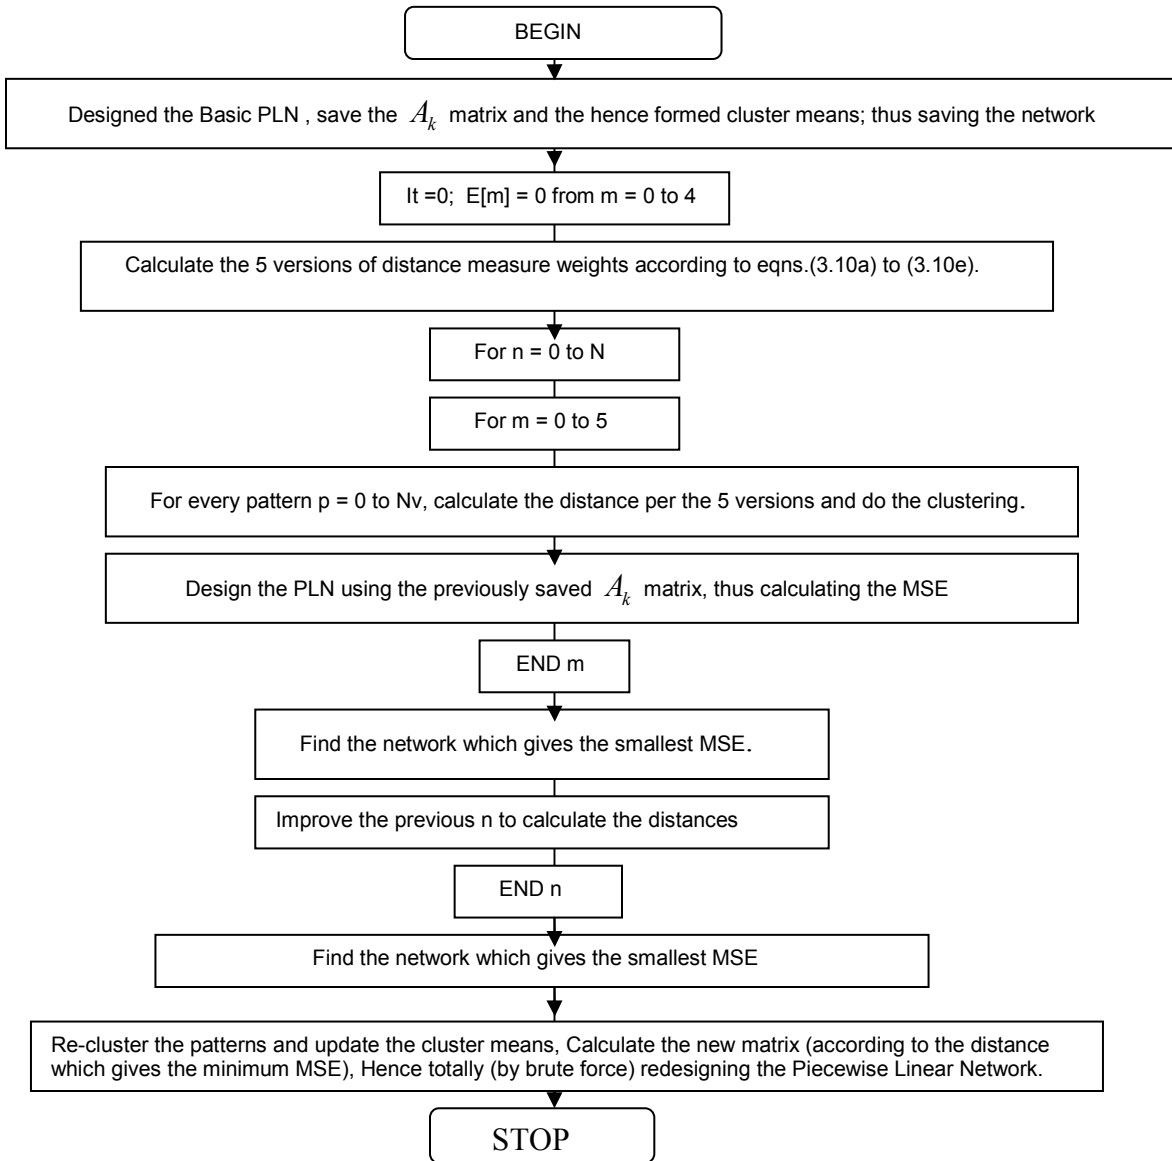 BEGIN
Designed the Basic PLN , save the A_k matrix and the hence formed cluster means; thus saving the network
It =0; E[m] = 0 from m = 0 to 4
Calculate the 5 versions of distance measure weights according to eqns.(3.10a) to (3.10e).
For n = 0 to N
For m = 0 to 5
For every pattern p = 0 to Nv, calculate the distance per the 5 versions and do the clustering.
Design the PLN using the previously saved A_k matrix, thus calculating the MSE
END m
Find the network which gives the smallest MSE.
Improve the previous n to calculate the distances
END n
Find the network which gives the smallest MSE
Re-cluster the patterns and update the cluster means, Calculate the new matrix (according to the distance
which gives the minimum MSE), Hence totally (by brute force) redesigning the Piecewise Linear Network.
STOP